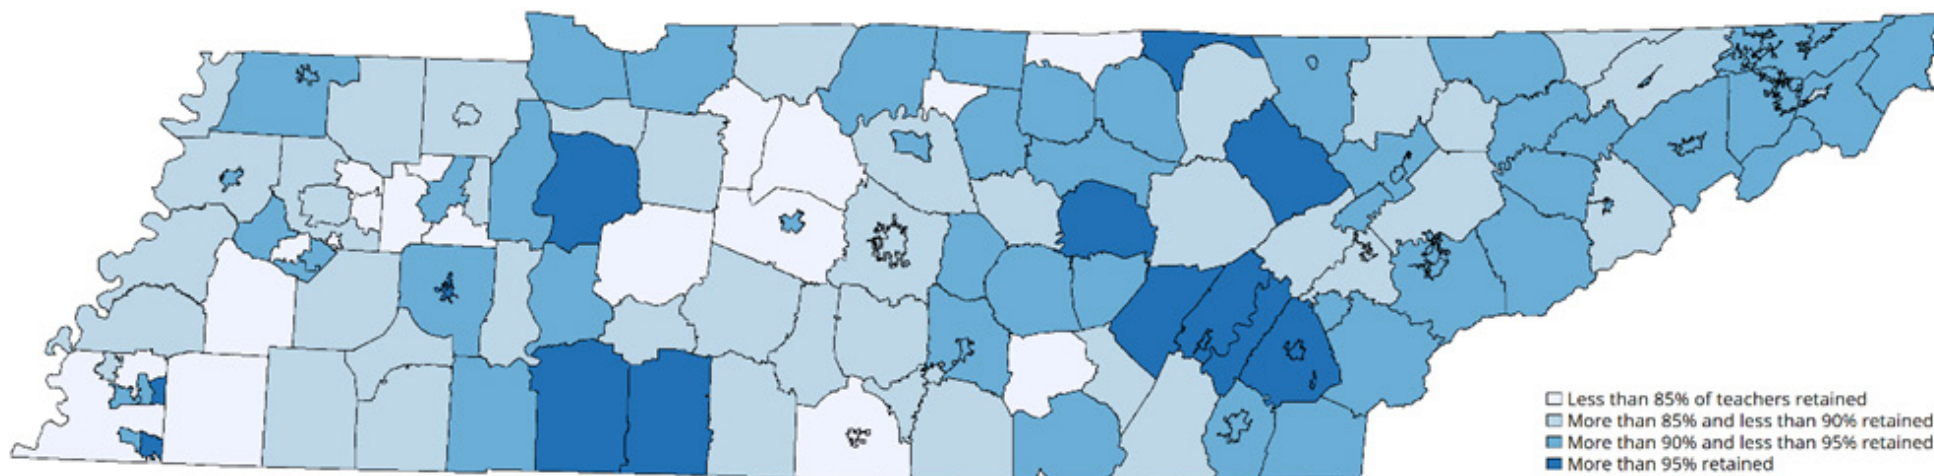 Less than 85% of teachers retained
More than 85% and less than 90% retained
More than 90% and less than 95% retained
More than 95% retained